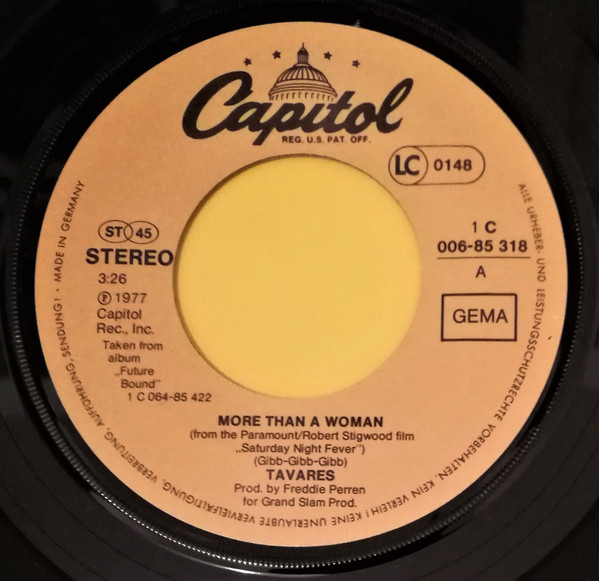 Capitol
REG. U.S. PAT. OFF.
LC 0148
ST 45
STEREO
3:26
℗ 1977
Capitol
Rec., Inc.
Taken from
album
„Future
Bound"
1 C 064-85 422
1 C
006-85 318
A
GEMA
MORE THAN A WOMAN
(from the Paramount/Robert Stigwood film
„Saturday Night Fever")
(Gibb-Gibb-Gibb)
TAVARES
Prod. by Freddie Perren
for Grand Slam Prod.
ALLE URHEBER- UND LEISTUNGSSCHUTZRECHTE VORBEHALTEN. KEIN VERLEIH! KEINE UNERLAUBTE VERVIELFÄLTIGUNG, VERBREITUNG, AUFFÜHRUNG, SENDUNG! · MADE IN GERMANY